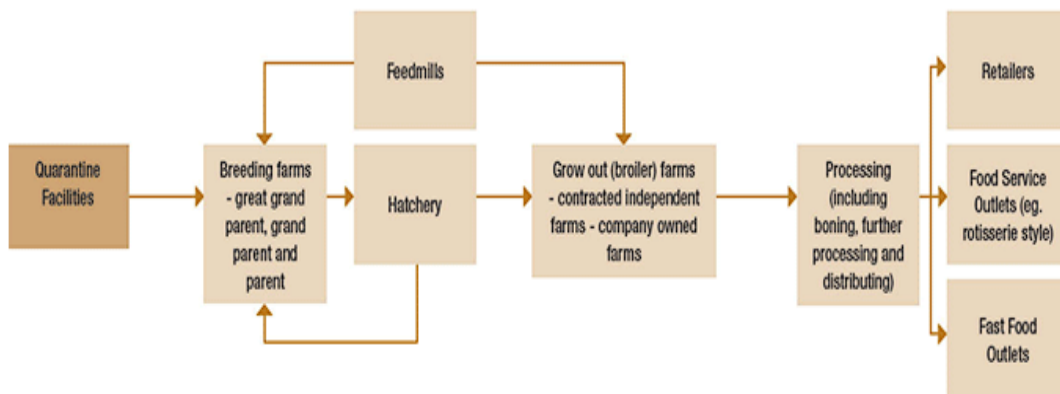 Feedmills
Retailers
Quarantine
Facilities
Breeding farms
- great grand
parent, grand
parent and
parent
Hatchery
Grow out (broiler) farms
- contracted independent
farms - company owned
farms
Processing
(including
boning, further
processing and
distributing)
Food Service
Outlets (eg.
rotisserie style)
Fast Food
Outlets